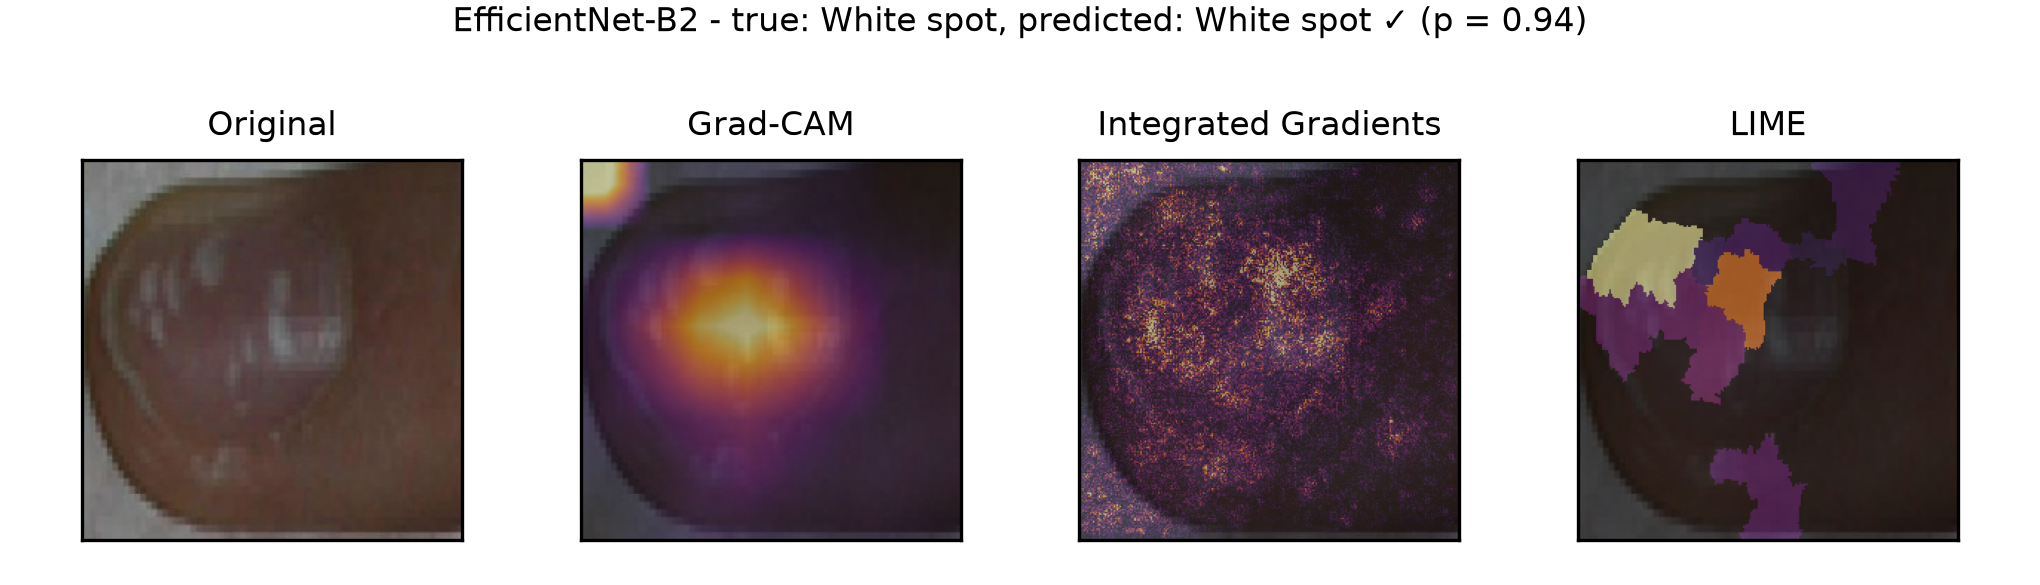 EfficientNet-B2 - true: White spot, predicted: White spot ✓ (p = 0.94)
Original
Grad-CAM
Integrated Gradients
LIME